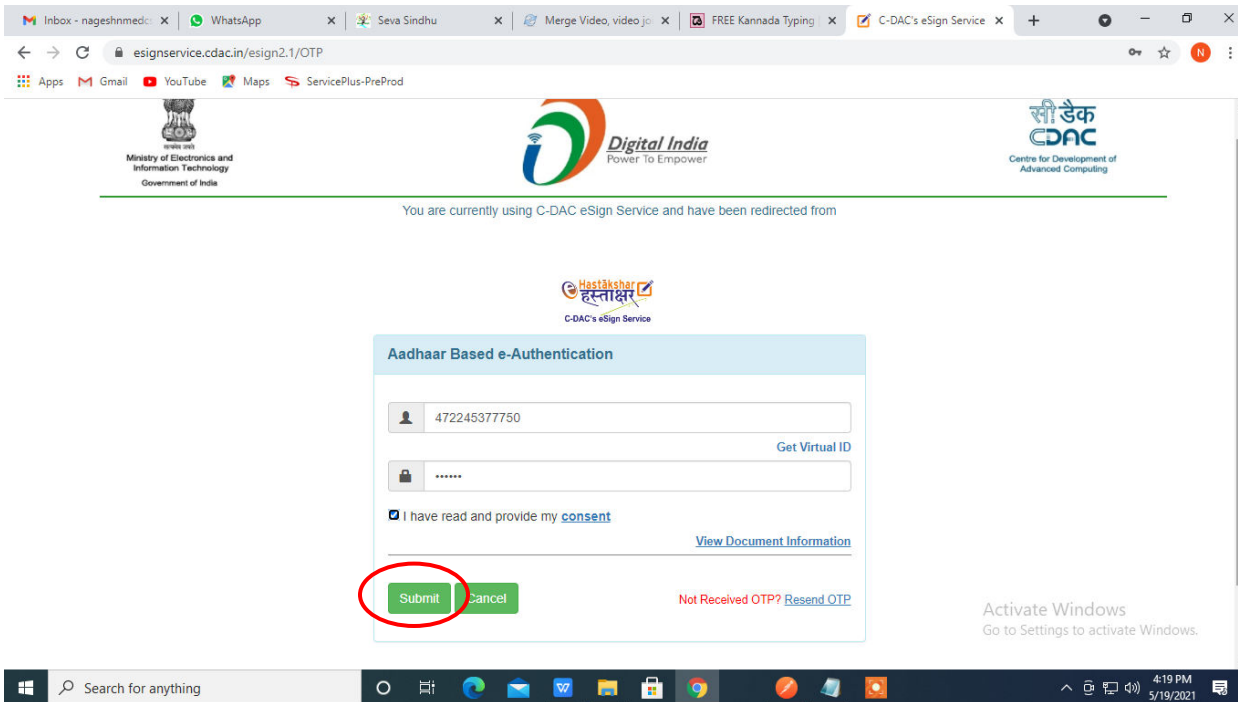 Inbox - nageshnmedc
WhatsApp
Seva Sindhu
Merge Video, video jo
FREE Kannada Typing
C-DAC's eSign Service
esignservice.cdac.in/esign2.1/OTP
N
Apps
Gmail
YouTube
Maps
ServicePlus-PreProd
सत्यमेव जयते
Ministry of Electronics and
Information Technology
Government of India
Digital India
Power To Empower
सी डैक
CDAC
Centre for Development of
Advanced Computing
You are currently using C-DAC eSign Service and have been redirected from
e Hastākshar
हस्ताक्षर
C-DAC's eSign Service
Aadhaar Based e-Authentication
472245377750
Get Virtual ID
••••••
I have read and provide my consent
View Document Information
Submit
Cancel
Not Received OTP? Resend OTP
Activate Windows
Go to Settings to activate Windows.
Search for anything
4:19 PM
5/19/2021